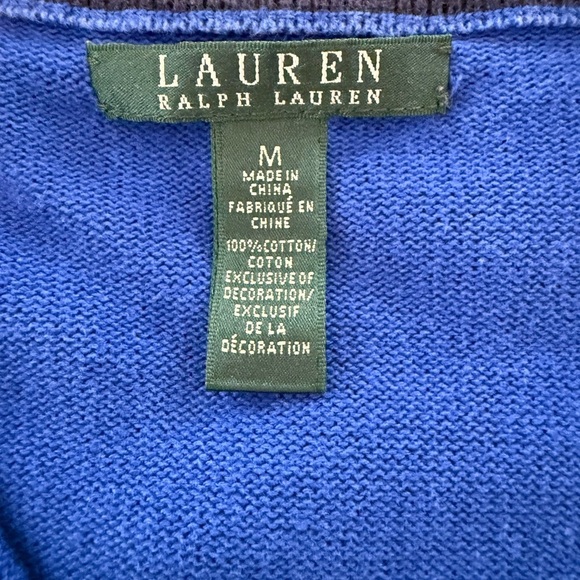 LAUREN
RALPH LAUREN
M
MADE IN
CHINA
FABRIQUÉ EN
CHINE
100%COTTON/
COTON
EXCLUSIVE OF
DECORATION/
EXCLUSIF
DE LA
DÉCORATION